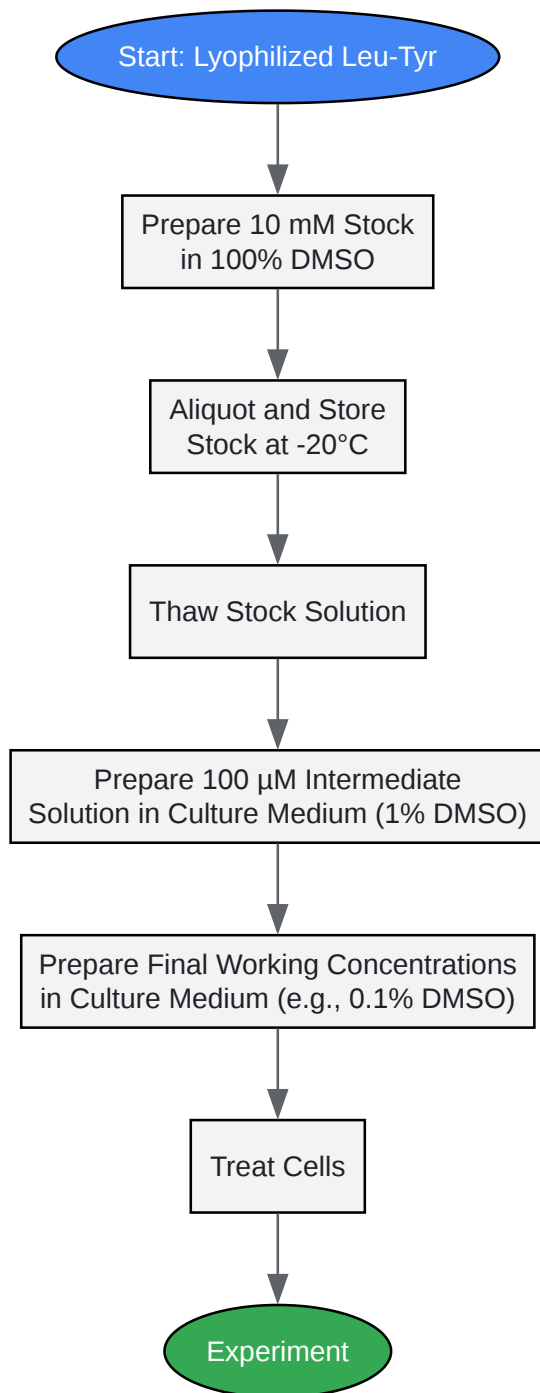 Start: Lyophilized Leu-Tyr
Prepare 10 mM Stock
in 100% DMSO
Aliquot and Store
Stock at -20°C
Thaw Stock Solution
Prepare 100 µM Intermediate
Solution in Culture Medium (1% DMSO)
Prepare Final Working Concentrations
in Culture Medium (e.g., 0.1% DMSO)
Treat Cells
Experiment